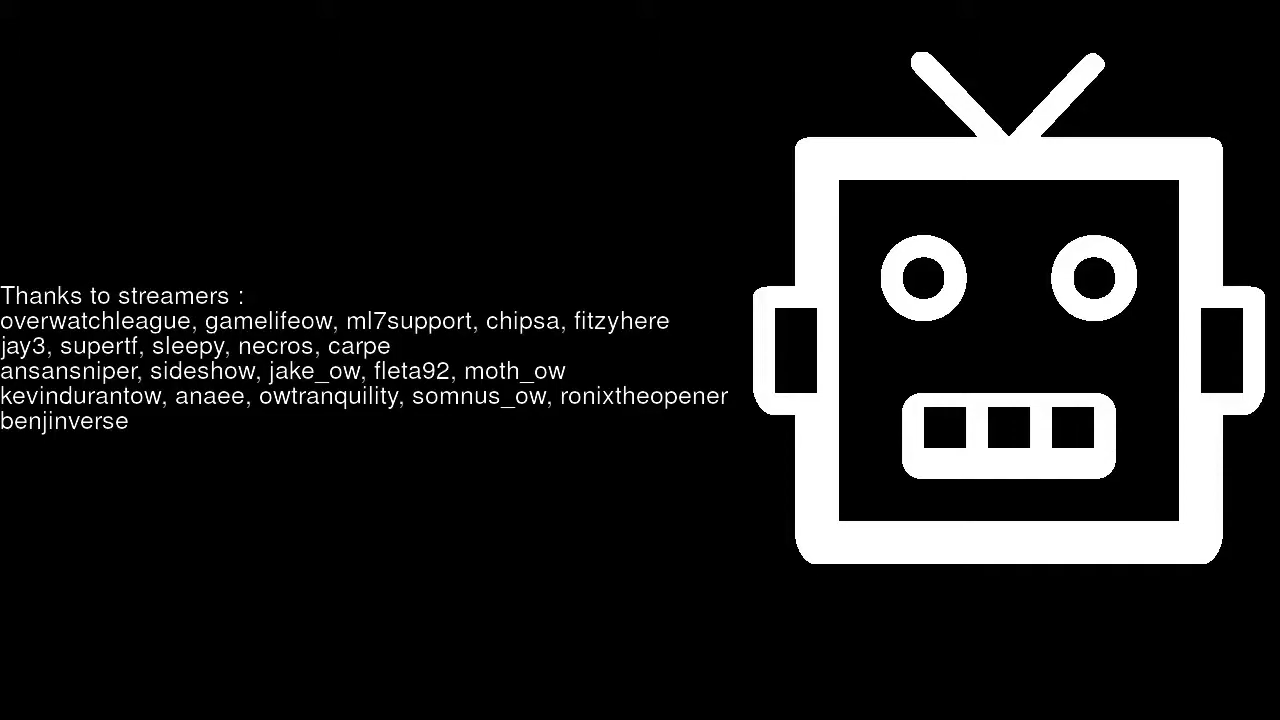 Thanks to streamers :
overwatchleague, gamelifeow, ml7support, chipsa, fitzyhere
jay3, supertf, sleepy, necros, carpe
ansansniper, sideshow, jake_ow, fleta92, moth_ow
kevindurantow, anaee, owtranquility, somnus_ow, ronixtheopener
benjinverse